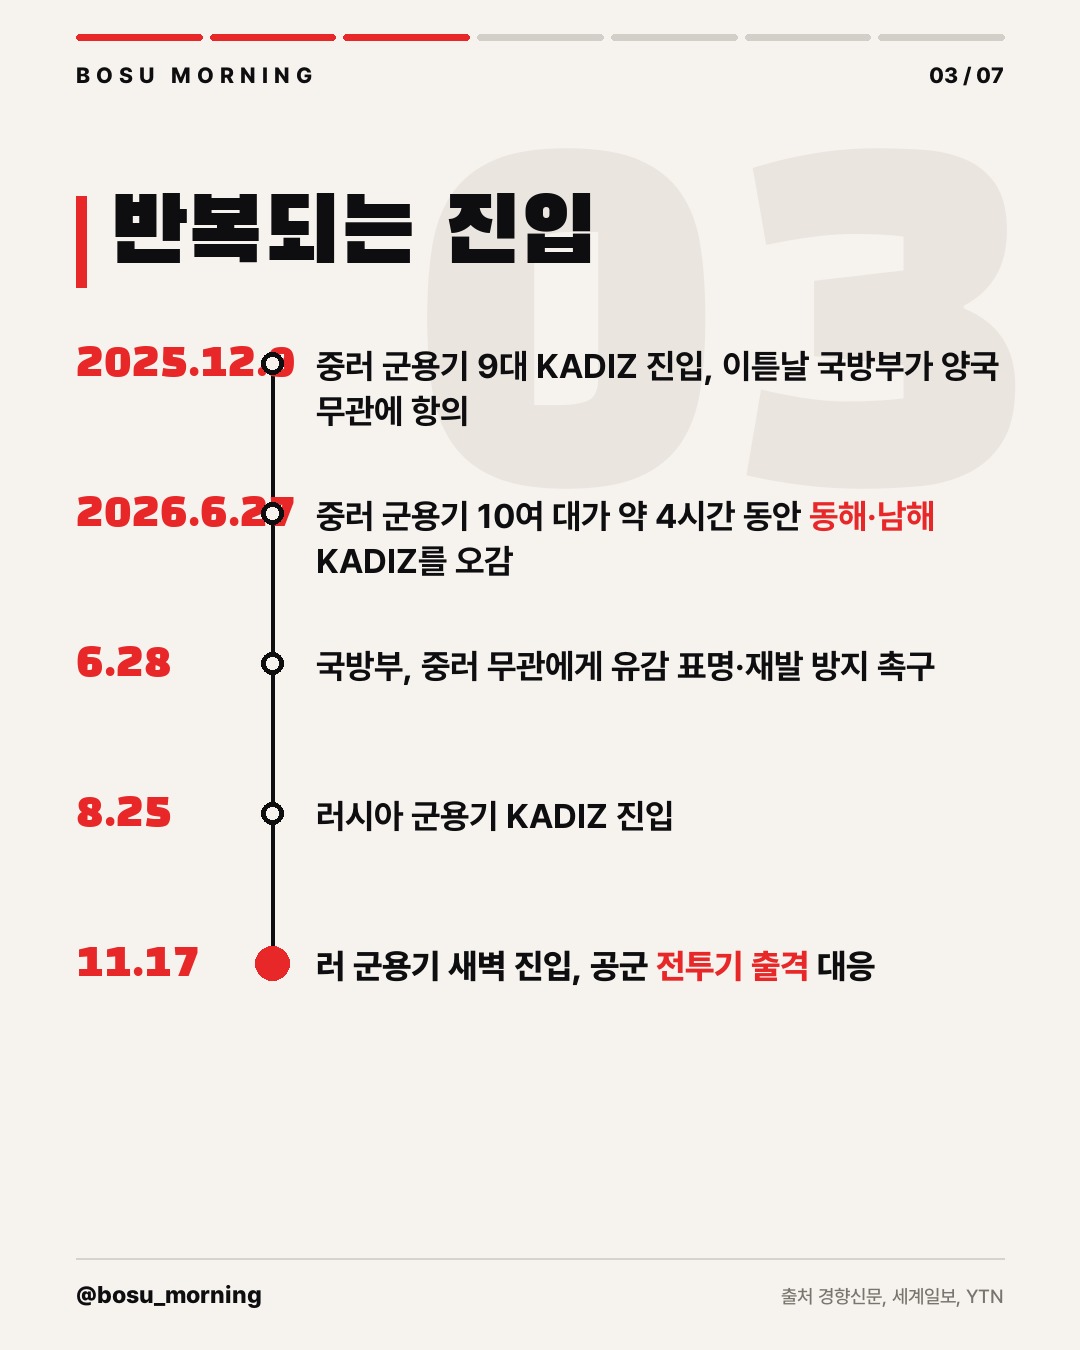 BOSU MORNING
03 / 07
03
반복되는 진입
2025.12.9
중러 군용기 9대 KADIZ 진입, 이튿날 국방부가 양국
무관에 항의
2026.6.27
중러 군용기 10여 대가 약 4시간 동안 동해·남해
KADIZ를 오감
6.28
국방부, 중러 무관에게 유감 표명·재발 방지 촉구
8.25
러시아 군용기 KADIZ 진입
11.17
러 군용기 새벽 진입, 공군 전투기 출격 대응
@bosu_morning
출처 경향신문, 세계일보, YTN